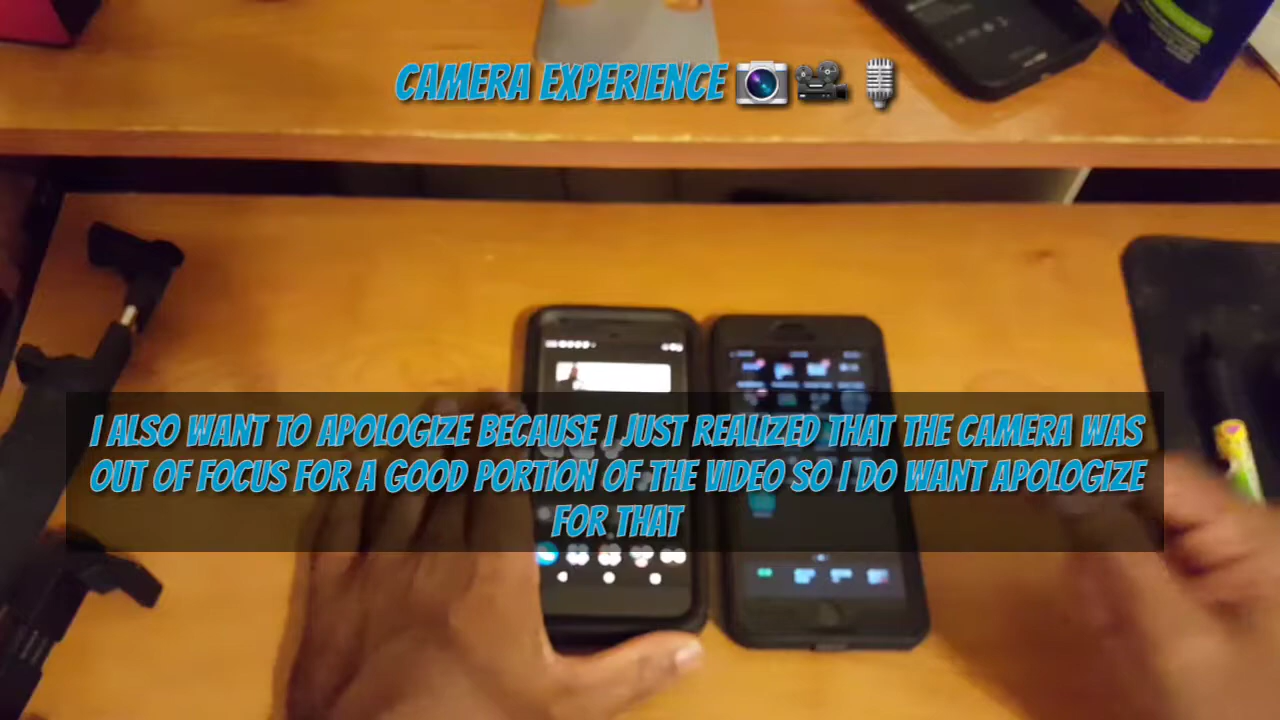 CAMERA EXPERIENCE 📷🎥🎙
I ALSO WANT TO APOLOGIZE BECAUSE I JUST REALIZED THAT THE CAMERA WAS
OUT OF FOCUS FOR A GOOD PORTION OF THE VIDEO SO I DO WANT APOLOGIZE
FOR THAT